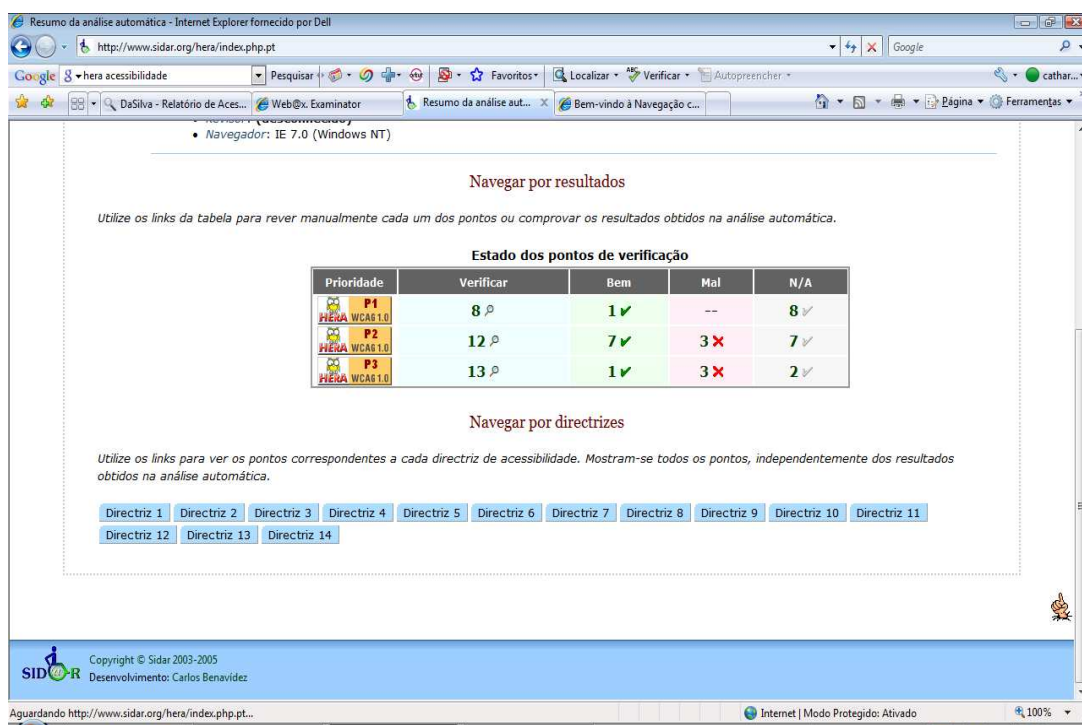 Resumo da análise automática - Internet Explorer fornecido por Dell
http://www.sidar.org/hera/index.php.pt
Google
Google hera acessibilidade Pesquisar Favoritos Localizar Verificar Autopreencher cathar...
DaSilva - Relatório de Aces... Web@x. Examinator Resumo da análise aut... Bem-vindo à Navegação c... Página Ferramentas
Revisor: (desconhecido)
Navegador: IE 7.0 (Windows NT)
Navegar por resultados
Utilize os links da tabela para rever manualmente cada um dos pontos ou comprovar os resultados obtidos na análise automática.
Estado dos pontos de verificação
Prioridade Verificar Bem Mal N/A
HERA P1 WCAG 1.0 8 1 -- 8
HERA P2 WCAG 1.0 12 7 3 7
HERA P3 WCAG 1.0 13 1 3 2
Navegar por directrizes
Utilize os links para ver os pontos correspondentes a cada directriz de acessibilidade. Mostram-se todos os pontos, independentemente dos resultados
obtidos na análise automática.
Directriz 1 Directriz 2 Directriz 3 Directriz 4 Directriz 5 Directriz 6 Directriz 7 Directriz 8 Directriz 9 Directriz 10 Directriz 11
Directriz 12 Directriz 13 Directriz 14
SIDAR
Copyright © Sidar 2003-2005
Desenvolvimento: Carlos Benavídez
Aguardando http://www.sidar.org/hera/index.php.pt... Internet | Modo Protegido: Ativado 100%